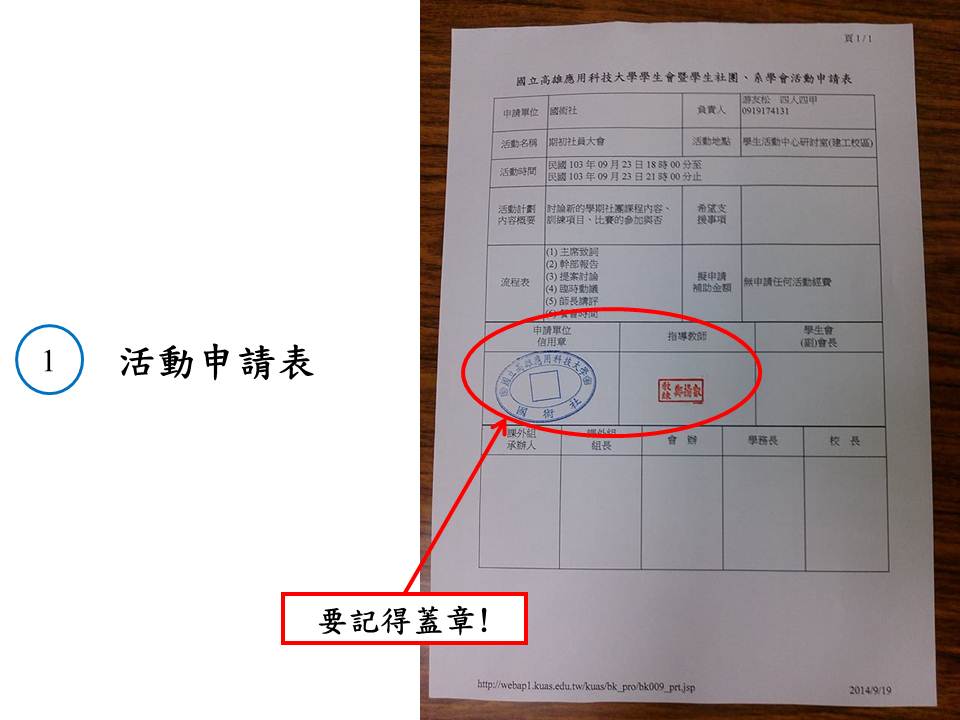 1
活動申請表
要記得蓋章!
頁 1 / 1
國立高雄應用科技大學學生會暨學生社團、系學會活動申請表
申請單位 國術社 負責人 游友松 四人四甲
0919174131
活動名稱 期初社員大會 活動地點 學生活動中心研討室(建工校區)
活動時間 民國 103 年 09 月 23 日 18 時 00 分至
民國 103 年 09 月 23 日 21 時 00 分止
活動計劃 討論新的學期社團課程內容、 希望支
內容概要 訓練項目、比賽的參加與否 援事項
(1) 主席致詞
(2) 幹部報告
流程表 (3) 提案討論 擬申請 無申請任何活動經費
(4) 臨時動議 補助金額
(5) 師長講評
(6) 餐會時間
申請單位 指導教師 學生會
信用章 (副)會長
國立高雄應用科技大學
國術社
教練
課外組 課外組 會 辦 學務長 校 長
承辦人 組長
http://webap1.kuas.edu.tw/kuas/bk_pro/bk009_prt.jsp
2014/9/19